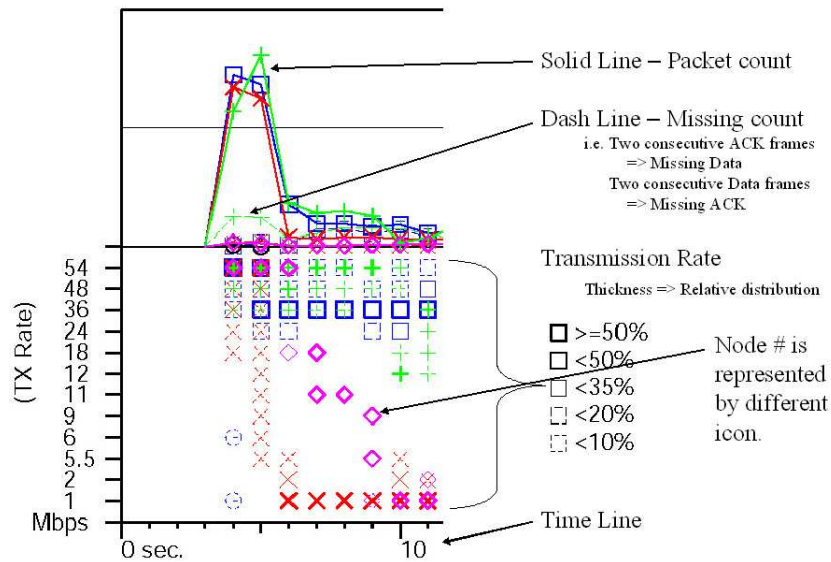 Solid Line – Packet count
Dash Line – Missing count
i.e. Two consecutive ACK frames
=> Missing Data
Two consecutive Data frames
=> Missing ACK
Transmission Rate
Thickness => Relative distribution
>=50%
<50%
<35%
<20%
<10%
Node # is
represented
by different
icon.
(TX Rate)
54
48
36
24
18
12
11
9
6
5.5
2
1
Mbps
0 sec.
10
Time Line